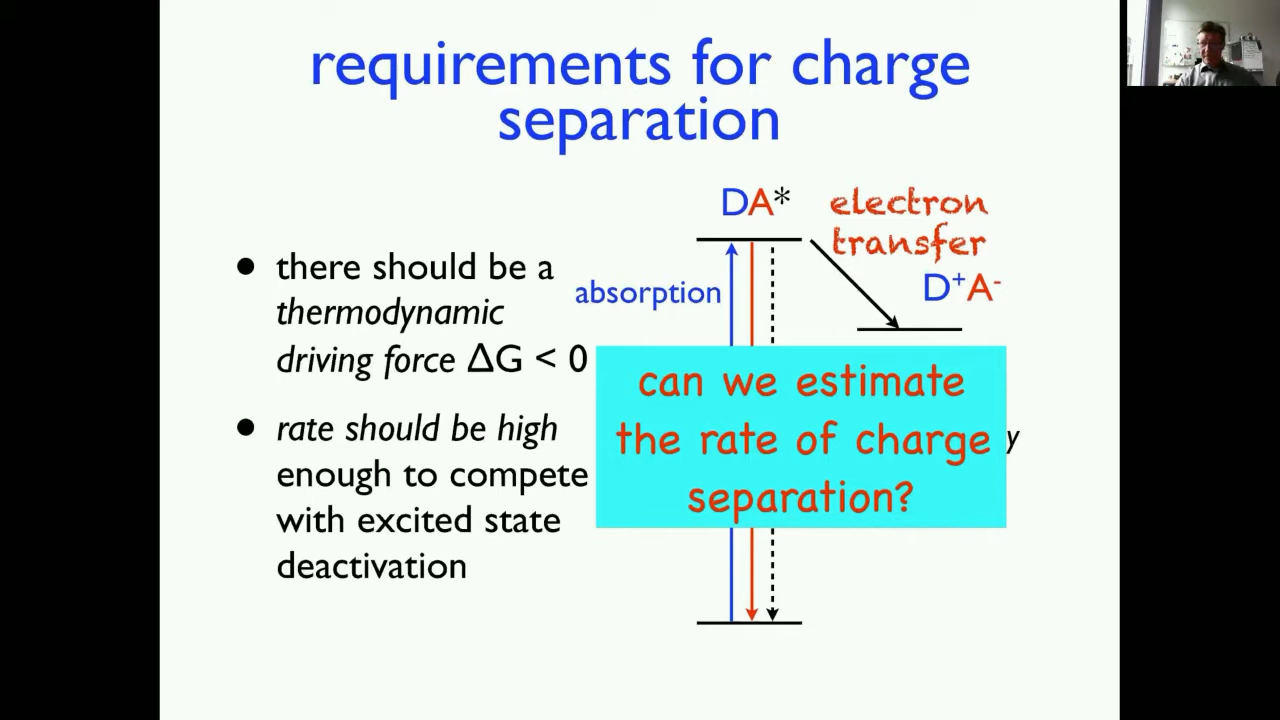 requirements for charge
separation
DA*
electron
transfer
D⁺A⁻
absorption
• there should be a
thermodynamic
driving force ΔG < 0
• rate should be high
enough to compete
with excited state
deactivation
can we estimate
the rate of charge
separation?
y